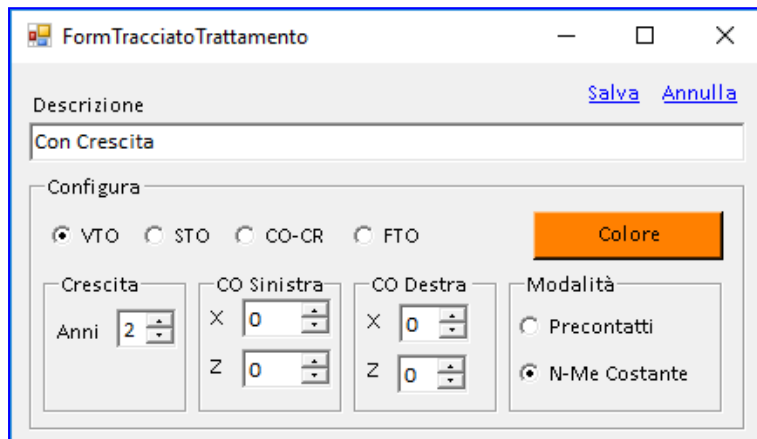 FormTracciatoTrattamento
Salva Annulla
Descrizione
Con Crescita
Configura
VTO STO CO-CR FTO Colore
Crescita CO Sinistra CO Destra Modalità
Anni 2 X 0 X 0 Precontatti
Z 0 Z 0 N-Me Costante